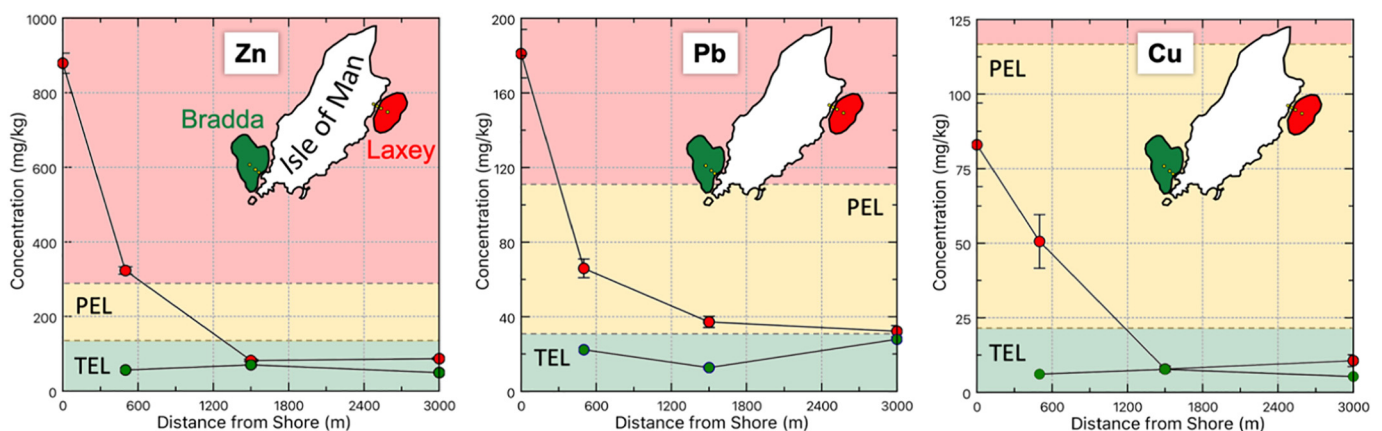 Zn
Bradda
Isle of Man
Laxey
PEL
TEL
1000
800
600
400
200
0
0 600 1200 1800 2400 3000
Distance from Shore (m)
Concentration (mg/kg)
Pb
PEL
TEL
200
160
120
80
40
0
0 600 1200 1800 2400 3000
Distance from Shore (m)
Concentration (mg/kg)
Cu
PEL
TEL
125
100
75
50
25
0
0 600 1200 1800 2400 3000
Distance from Shore (m)
Concentration (mg/kg)